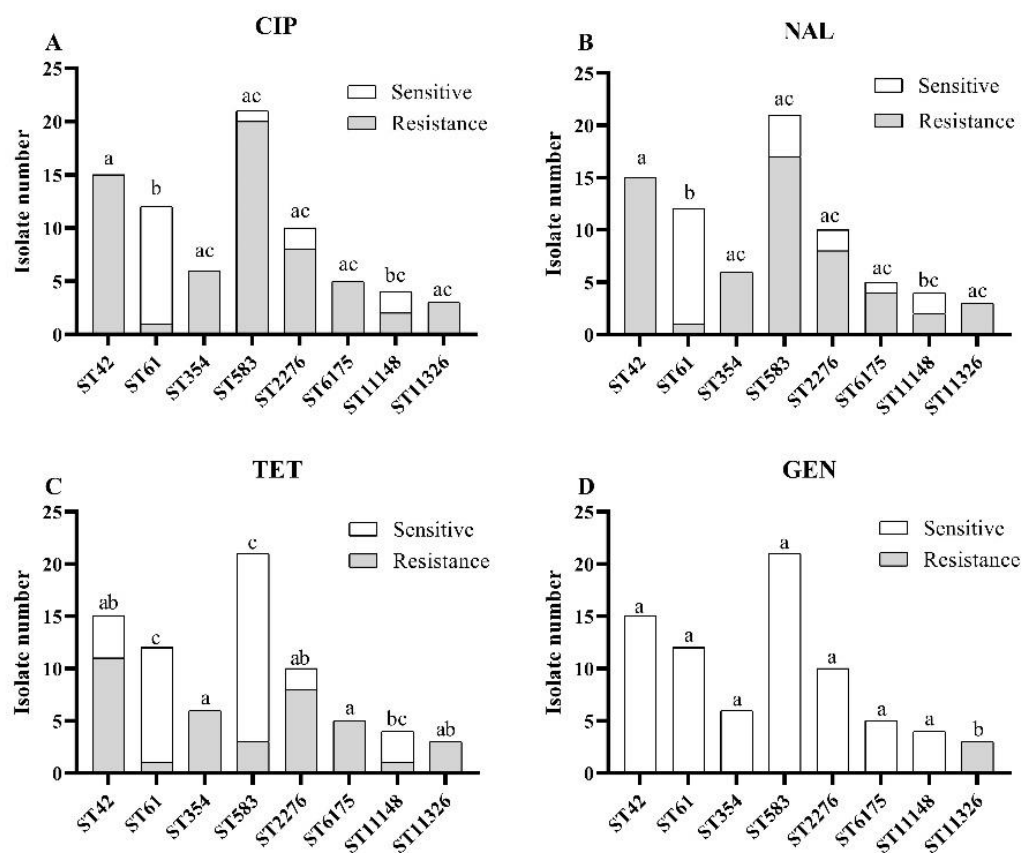 A
CIP
25
20
15
10
5
0
Isolate number
Sensitive
Resistance
a
b
ac
ac
ac
ac
bc
ac
ST42
ST61
ST354
ST583
ST2276
ST6175
ST11148
ST11326
B
NAL
25
20
15
10
5
0
Isolate number
Sensitive
Resistance
a
b
ac
ac
ac
ac
bc
ac
ST42
ST61
ST354
ST583
ST2276
ST6175
ST11148
ST11326
C
TET
25
20
15
10
5
0
Isolate number
Sensitive
Resistance
ab
c
a
c
ab
a
bc
ab
ST42
ST61
ST354
ST583
ST2276
ST6175
ST11148
ST11326
D
GEN
25
20
15
10
5
0
Isolate number
Sensitive
Resistance
a
a
a
a
a
a
a
b
ST42
ST61
ST354
ST583
ST2276
ST6175
ST11148
ST11326